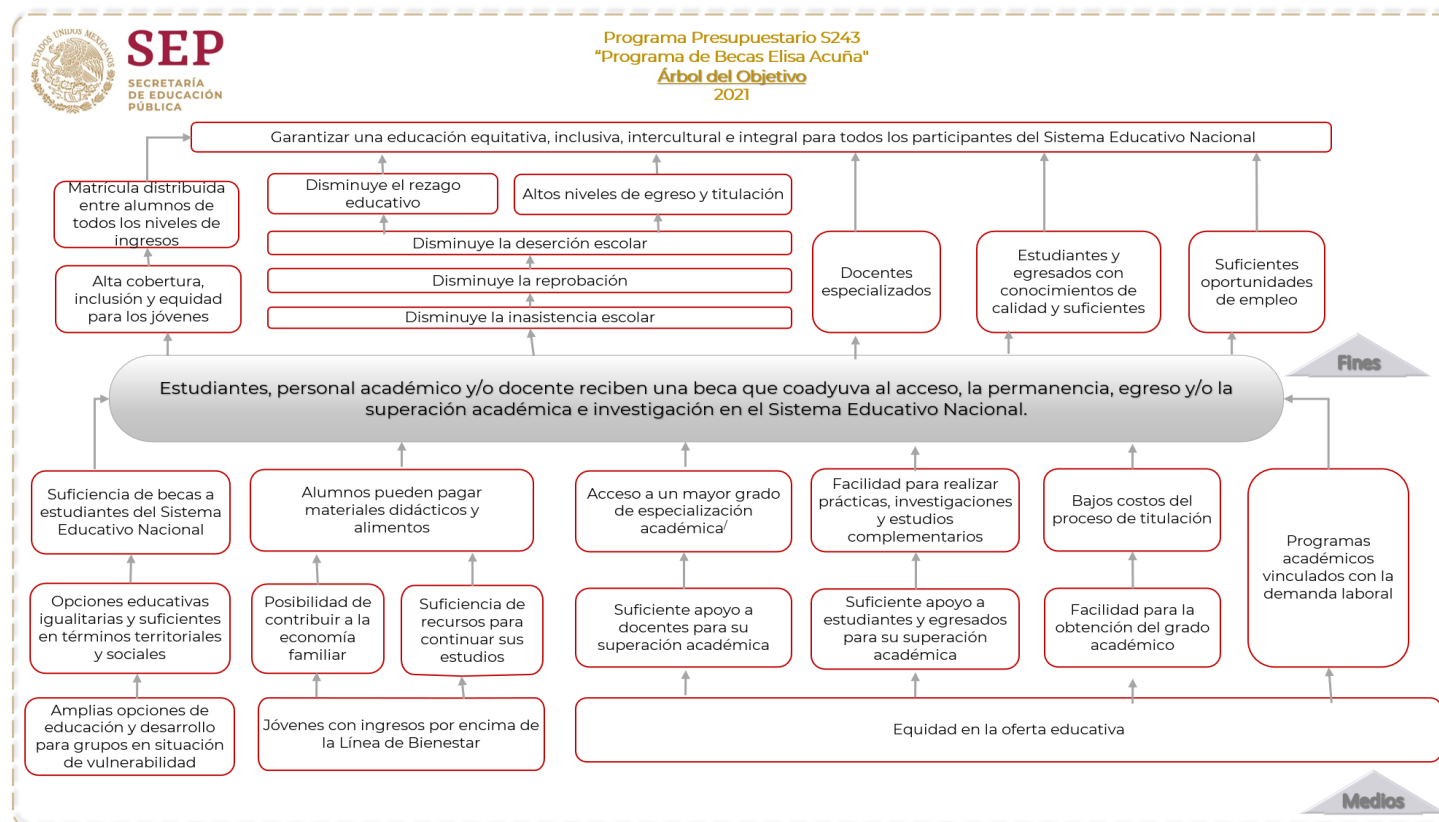 ESTADOS UNIDOS MEXICANOS
SEP
SECRETARÍA
DE EDUCACIÓN
PÚBLICA
Programa Presupuestario S243
“Programa de Becas Elisa Acuña"
Árbol del Objetivo
2021
Garantizar una educación equitativa, inclusiva, intercultural e integral para todos los participantes del Sistema Educativo Nacional
Matrícula distribuida
entre alumnos de
todos los niveles de
ingresos
Disminuye el rezago
educativo
Altos niveles de egreso y titulación
Disminuye la deserción escolar
Alta cobertura,
inclusión y equidad
para los jóvenes
Disminuye la reprobación
Disminuye la inasistencia escolar
Docentes
especializados
Estudiantes y
egresados con
conocimientos de
calidad y suficientes
Suficientes
oportunidades
de empleo
Fines
Estudiantes, personal académico y/o docente reciben una beca que coadyuva al acceso, la permanencia, egreso y/o la
superación académica e investigación en el Sistema Educativo Nacional.
Suficiencia de becas a
estudiantes del Sistema
Educativo Nacional
Alumnos pueden pagar
materiales didácticos y
alimentos
Acceso a un mayor grado
de especialización
académica/
Facilidad para realizar
prácticas, investigaciones
y estudios
complementarios
Bajos costos del
proceso de titulación
Programas
académicos
vinculados con la
demanda laboral
Opciones educativas
igualitarias y suficientes
en términos territoriales
y sociales
Posibilidad de
contribuir a la
economía
familiar
Suficiencia de
recursos para
continuar sus
estudios
Suficiente apoyo a
docentes para su
superación académica
Suficiente apoyo a
estudiantes y egresados
para su superación
académica
Facilidad para la
obtención del grado
académico
Amplias opciones de
educación y desarrollo
para grupos en situación
de vulnerabilidad
Jóvenes con ingresos por encima de
la Línea de Bienestar
Equidad en la oferta educativa
Medios